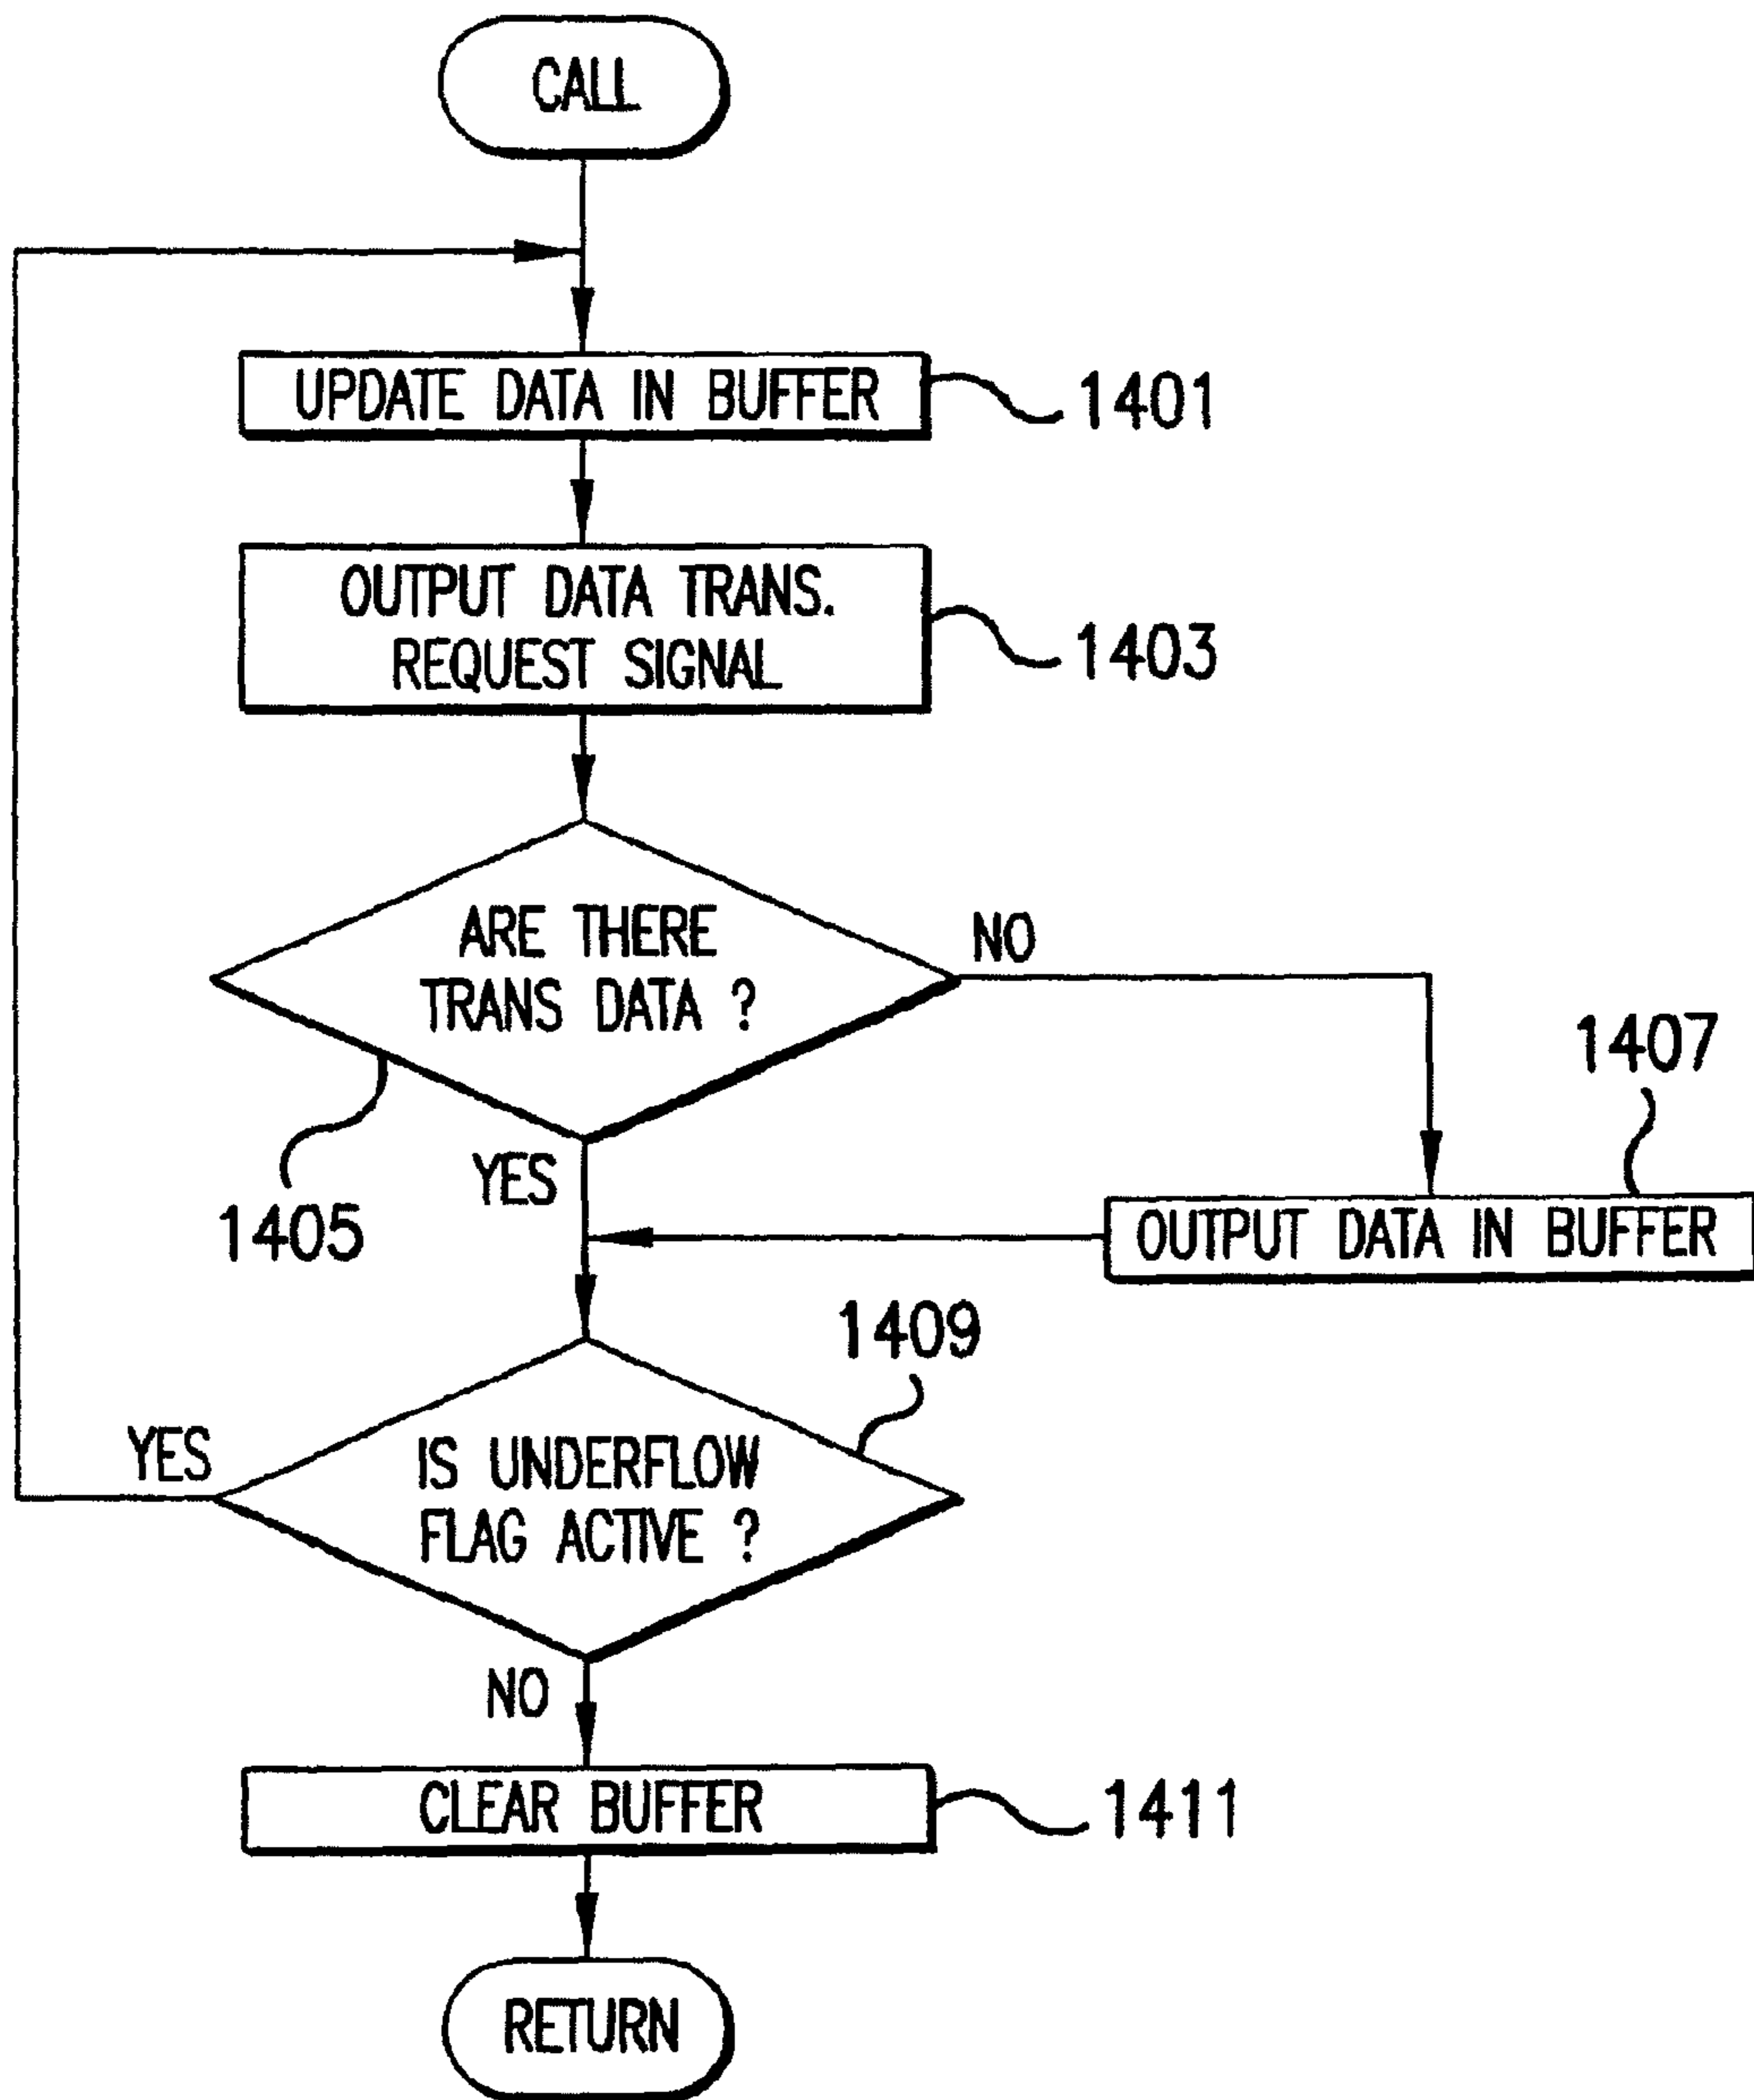 CALL
UPDATE DATA IN BUFFER
1401
OUTPUT DATA TRANS.
REQUEST SIGNAL
1403
ARE THERE
TRANS DATA ?
NO
1407
YES
1405
OUTPUT DATA IN BUFFER
1409
YES
IS UNDERFLOW
FLAG ACTIVE ?
NO
CLEAR BUFFER
1411
RETURN